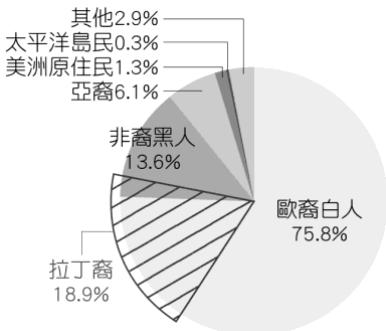 其他2.9%
太平洋島民0.3%
美洲原住民1.3%
亞裔6.1%
非裔黑人
13.6%
歐裔白人
75.8%
拉丁裔
18.9%